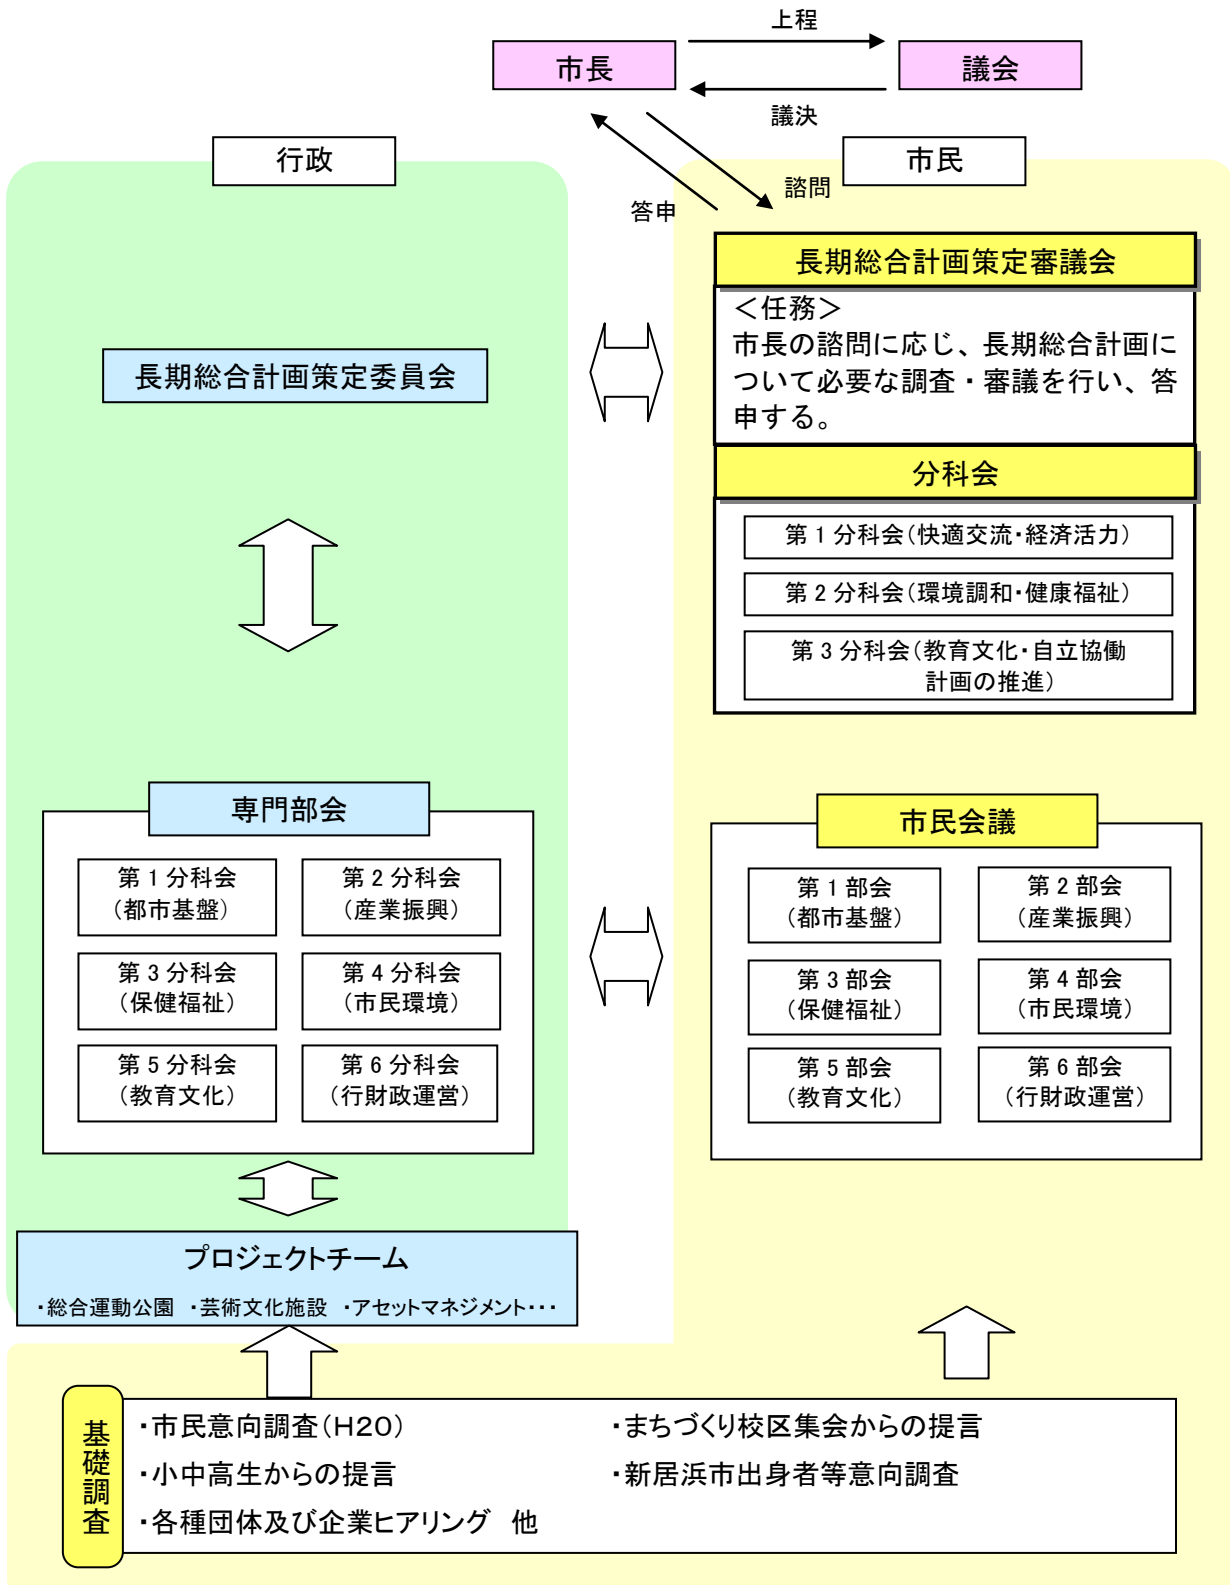 上程
市長
議会
議決
行政
市民
諮問
答申
長期総合計画策定審議会
＜任務＞
市長の諮問に応じ、長期総合計画に
ついて必要な調査・審議を行い、答
申する。
長期総合計画策定委員会
分科会
第1分科会（快適交流・経済活力）
第2分科会（環境調和・健康福祉）
第3分科会（教育文化・自立協働
計画の推進）
専門部会
第1分科会
（都市基盤）
第2分科会
（産業振興）
第3分科会
（保健福祉）
第4分科会
（市民環境）
第5分科会
（教育文化）
第6分科会
（行財政運営）
市民会議
第1部会
（都市基盤）
第2部会
（産業振興）
第3部会
（保健福祉）
第4部会
（市民環境）
第5部会
（教育文化）
第6部会
（行財政運営）
プロジェクトチーム
・総合運動公園　・芸術文化施設　・アセットマネジメント・・・
基礎調査
・市民意向調査（H20）
・まちづくり校区集会からの提言
・小中高生からの提言
・新居浜市出身者等意向調査
・各種団体及び企業ヒアリング　他